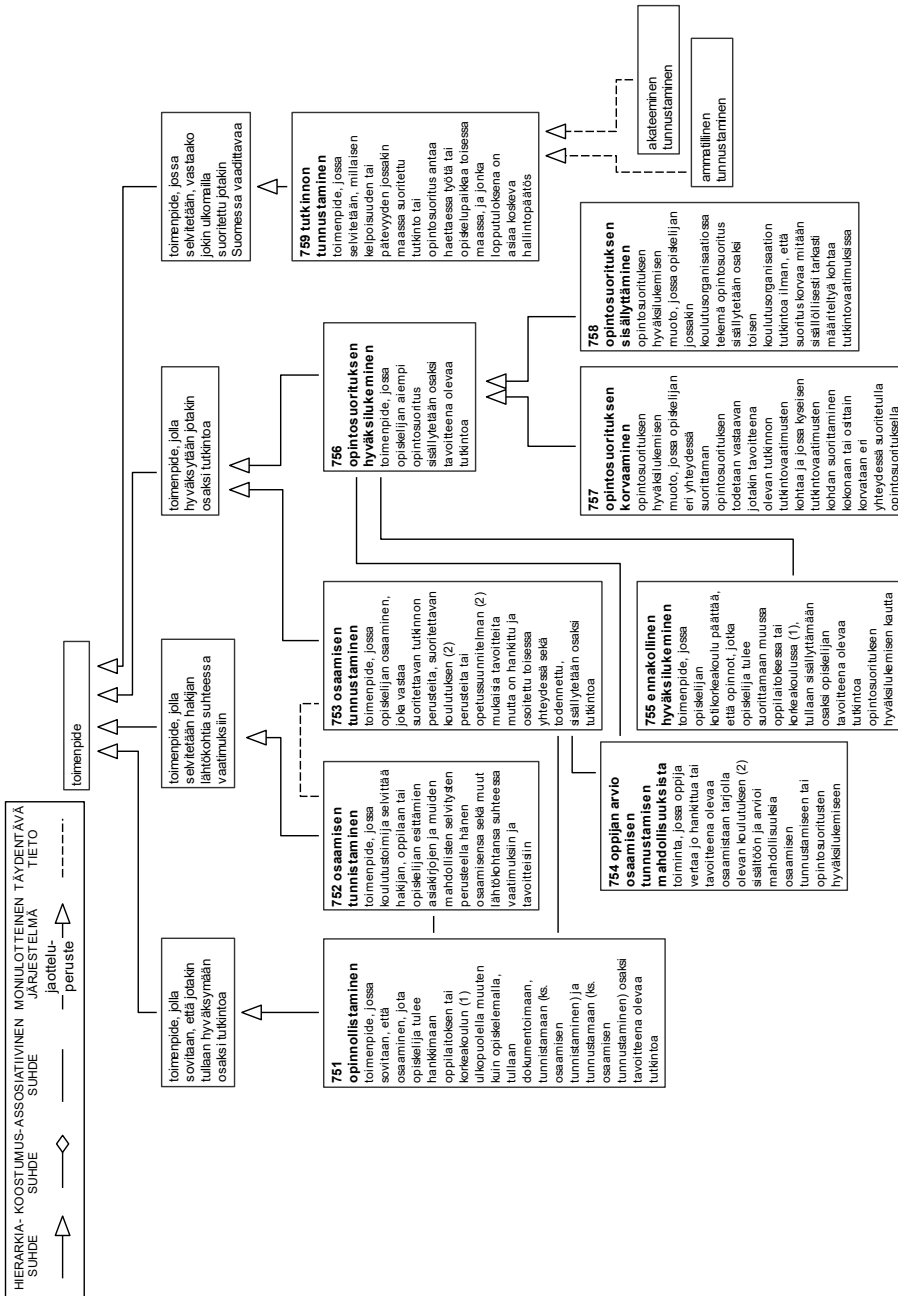 HIERARKIA-
SUHDE
KOOSTUMUS-
SUHDE
ASSOSIATIIVINEN
SUHDE
MONIULOTTEINEN
JÄRJESTELMÄ
TÄYDENTÄVÄ
TIETO
jaottelu-
peruste
toimenpide
toimenpide, jolla
sovitaan, että jotakin
tullaan hyväksymään
osaksi tutkintoa
toimenpide, jolla
selvitetään hakijan
lähtökohtia suhteessa
vaatimuksiin
toimenpide, jolla
hyväksytään jotakin
osaksi tutkintoa
toimenpide, jossa
selvitetään, vastaako
jokin ulkomailla
suoritettu jotakin
Suomessa vaadittavaa
751
opinnollistaminen
toimenpide, jossa
sovitaan, että
osaaminen, jota
opiskelija tulee
hankkimaan
oppilaitoksen tai
korkeakoulun (1)
ulkopuolella muuten
kuin opiskelemalla,
tullaan
dokumentoimaan,
tunnistamaan (ks.
osaamisen
tunnistaminen) ja
tunnustamaan (ks.
osaamisen
tunnustaminen) osaksi
tavoitteena olevaa
tutkintoa
752 osaamisen
tunnistaminen
toimenpide, jossa
koulutustoimija selvittää
hakijan, oppilaan tai
opiskelijan esittämien
asiakirjojen ja muiden
mahdollisten selvitysten
perusteella hänen
osaamisensa sekä muut
lähtökohtansa suhteessa
vaatimuksiin ja
tavoitteisiin
753 osaamisen
tunnustaminen
toimenpide, jossa
opiskelijan osaaminen,
joka vastaa
suoritettavan tutkinnon
perusteita, suoritettavan
koulutuksen (2)
perusteita tai
opetussuunnitelman (2)
mukaisia tavoitteita
mutta on hankittu ja
osoitettu toisessa
yhteydessä sekä
todennettu,
sisällytetään osaksi
tutkintoa
756
opintosuorituksen
hyväksilukeminen
toimenpide, jossa
opiskelijan aiempi
opintosuoritus
sisällytetään osaksi
tavoitteena olevaa
tutkintoa
759 tutkinnon
tunnustaminen
toimenpide, jossa
selvitetään, millaisen
kelpoisuuden tai
pätevyyden jossakin
maassa suoritettu
tutkinto tai
opintosuoritus antaa
haettaessa työtä tai
opiskelupaikkaa toisessa
maassa, ja jonka
lopputuloksena on
asiaa koskeva
hallintopäätös
754 oppijan arvio
osaamisen
tunnustamisen
mahdollisuuksista
toiminta, jossa oppija
vertaa jo hankittua tai
tavoitteena olevaa
osaamistaan tarjolla
olevan koulutuksen (2)
sisältöön ja arvioi
mahdollisuuksia
osaamisen
tunnustamiseen tai
opintosuoritusten
hyväksilukemiseen
755 ennakollinen
hyväksilukeminen
toimenpide, jossa
opiskelijan
kotikorkeakoulu päättää,
että opinnot, jotka
opiskelija tulee
suorittamaan muussa
oppilaitoksessa tai
korkeakoulussa (1),
tullaan sisällyttämään
osaksi opiskelijan
tavoitteena olevaa
tutkintoa
opintosuorituksen
hyväksilukemisen kautta
757
opintosuorituksen
korvaaminen
opintosuorituksen
hyväksilukemisen
muoto, jossa opiskelijan
eri yhteydessä
suorittaman
opintosuorituksen
todetaan vastaavan
jotakin tavoitteena
olevan tutkinnon
tutkintovaatimusten
kohtaa ja jossa kyseisen
tutkintovaatimusten
kohdan suorittaminen
kokonaan tai osittain
korvataan eri
yhteydessä suoritetulla
opintosuorituksella
758
opintosuorituksen
sisällyttäminen
opintosuorituksen
hyväksilukemisen
muoto, jossa opiskelijan
jossakin
koulutusorganisaatiossa
tekemä opintosuoritus
sisällytetään osaksi
toisen
koulutusorganisaation
tutkintoa ilman, että
suoritus korvaa mitään
sisällöllisesti tarkasti
määriteltyä kohtaa
tutkintovaatimuksissa
ammatillinen
tunnustaminen
akateeminen
tunnustaminen